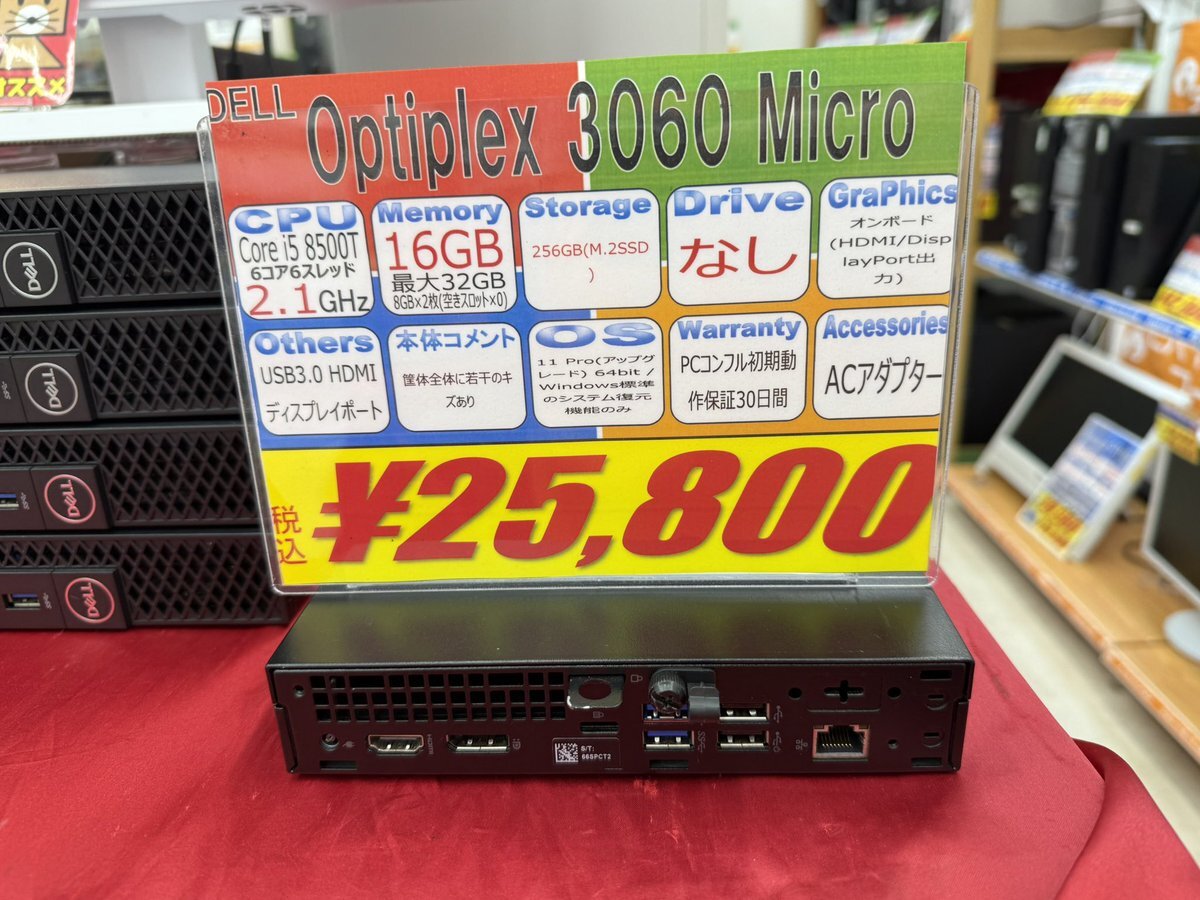 オススメ
DELL Optiplex 3060 Micro
CPU
Core i5 8500T
6コア6スレッド
2.1GHz
Memory
16GB
最大32GB
8GB×2枚(空きスロット×0)
Storage
256GB(M.2SSD
)
Drive
なし
GraPhics
オンボード
(HDMI/Disp
layPort出
力)
Others
USB3.0 HDMI
ディスプレイポート
本体コメント
筐体全体に若干のキ
ズあり
OS
11 Pro(アップグ
レード) 64bit /
Windows標準
のシステム復元
機能のみ
Warranty
PCコンフル初期動
作保証30日間
Accessories
ACアダプター
税込 ¥25,800
DELL
DELL
DELL
DELL
HDMI
S/T:
66SPCT2